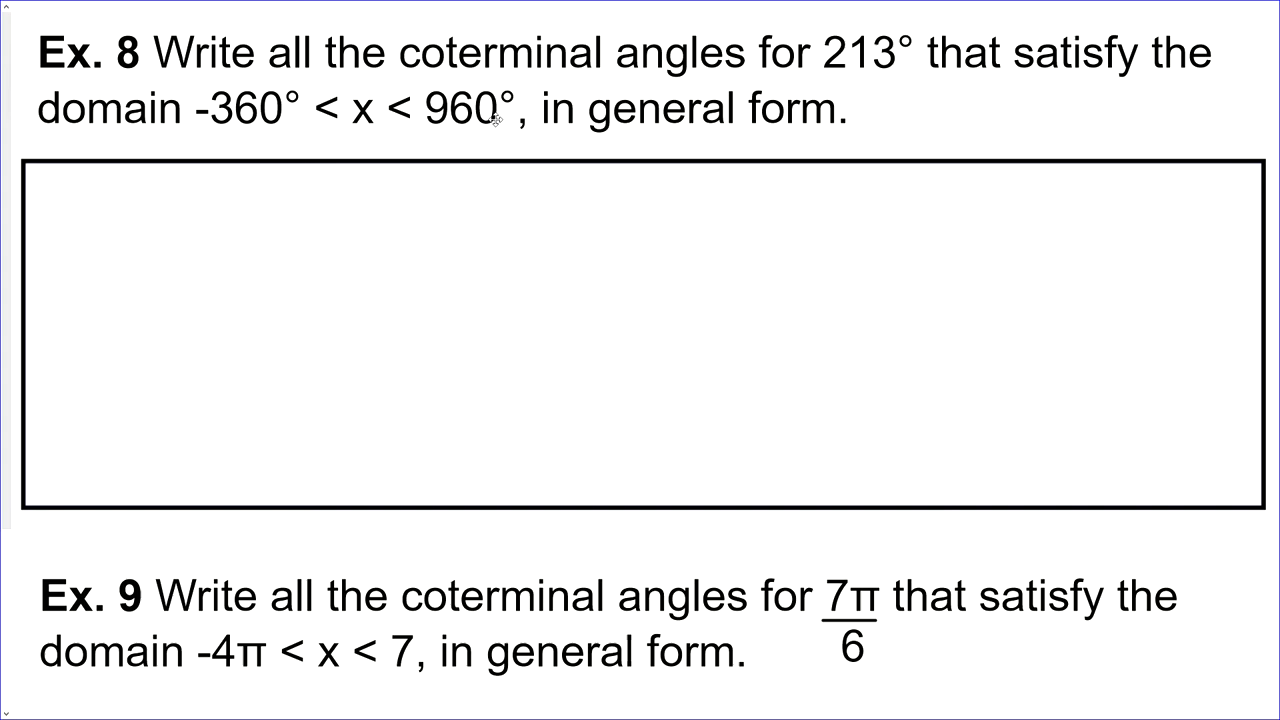 Ex. 8 Write all the coterminal angles for 213° that satisfy the
domain -360° < x < 960°, in general form.
Ex. 9 Write all the coterminal angles for 7π/6 that satisfy the
domain -4π < x < 7, in general form.